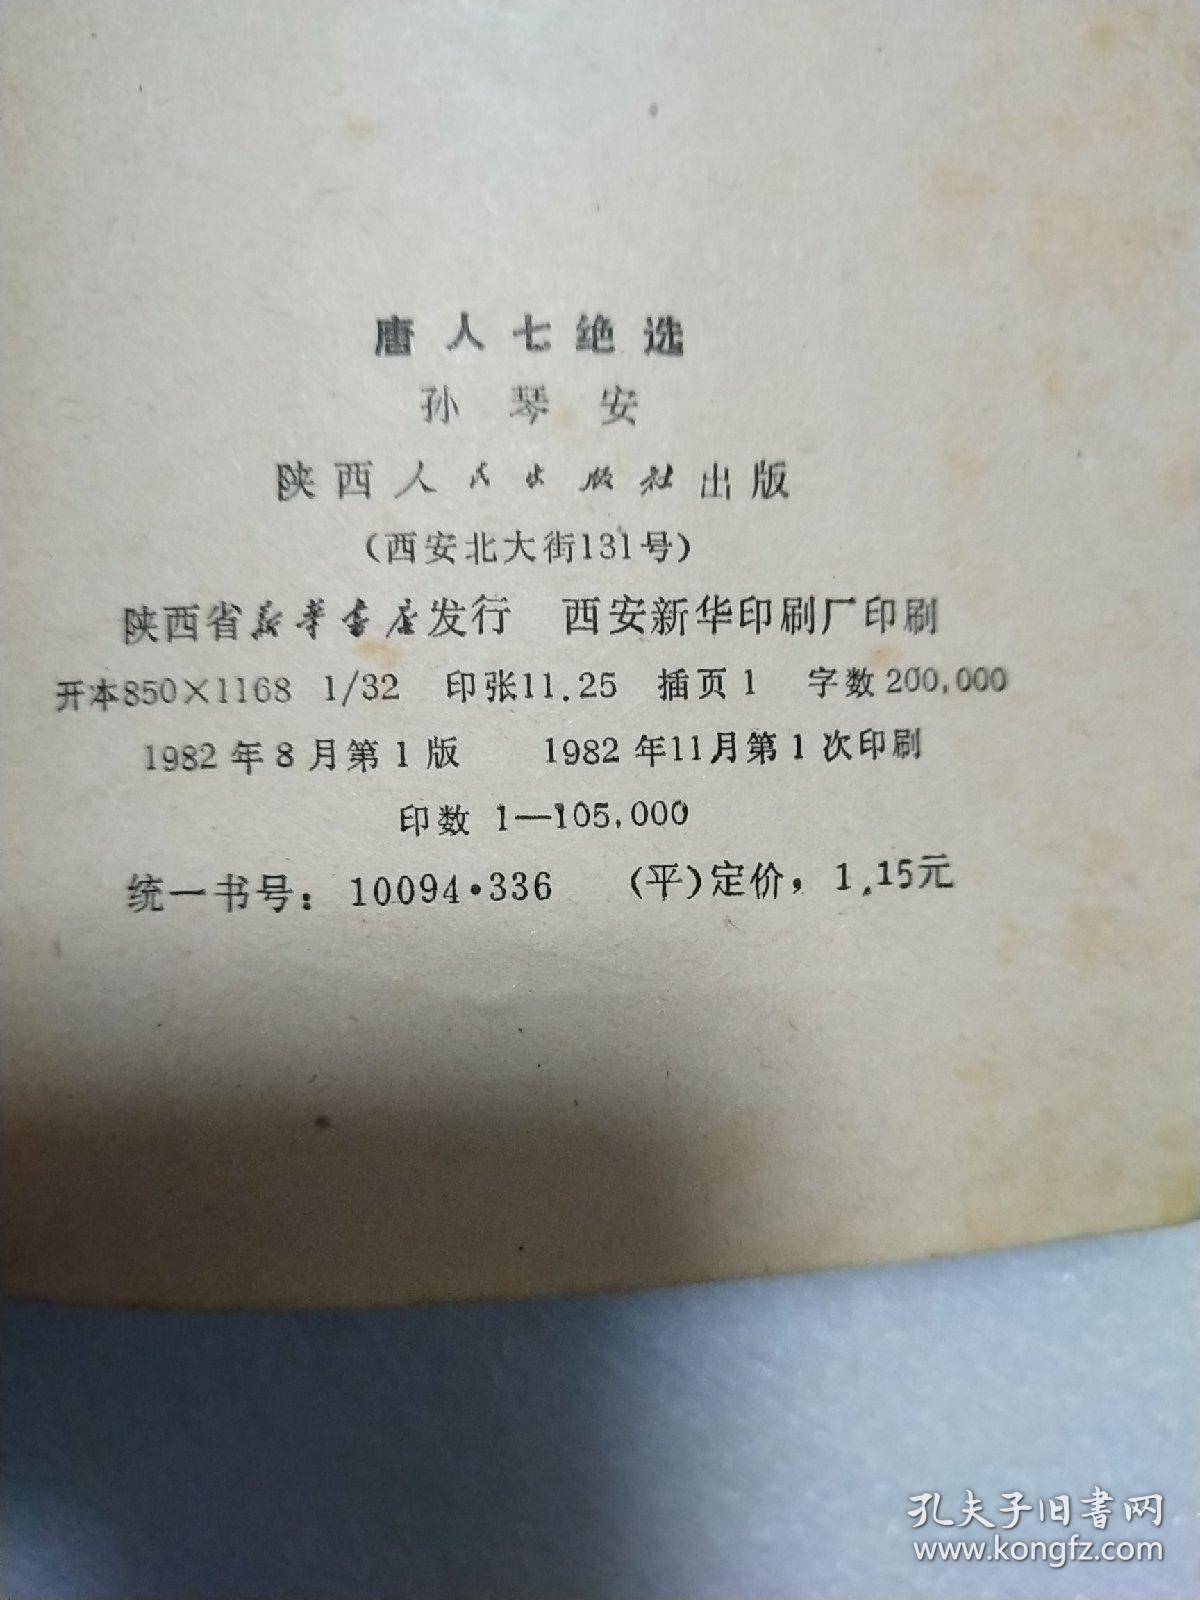 唐人七绝选
孙琴安
陕西人民出版社出版
(西安北大街131号)
陕西省新华书店发行 西安新华印刷厂印刷
开本850×1168 1/32 印张11.25 插页1 字数200,000
1982年8月第1版 1982年11月第1次印刷
印数 1—105,000
统一书号：10094·336 (平)定价，1.15元
孔夫子旧书网
www.kongfz.com